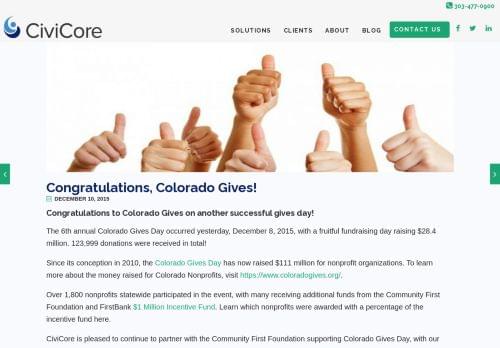 303-477-0900
CiviCore
SOLUTIONS CLIENTS ABOUT BLOG CONTACT US
Congratulations, Colorado Gives!
DECEMBER 10, 2015
Congratulations to Colorado Gives on another successful gives day!
The 6th annual Colorado Gives Day occurred yesterday, December 8, 2015, with a fruitful fundraising day raising $28.4
million. 123,999 donations were received in total!
Since its conception in 2010, the Colorado Gives Day has now raised $111 million for nonprofit organizations. To learn
more about the money raised for Colorado Nonprofits, visit https://www.coloradogives.org/.
Over 1,800 nonprofits statewide participated in the event, with many receiving additional funds from the Community First
Foundation and FirstBank $1 Million Incentive Fund. Learn which nonprofits were awarded with a percentage of the
incentive fund here.
CiviCore is pleased to continue to partner with the Community First Foundation supporting Colorado Gives Day, with our